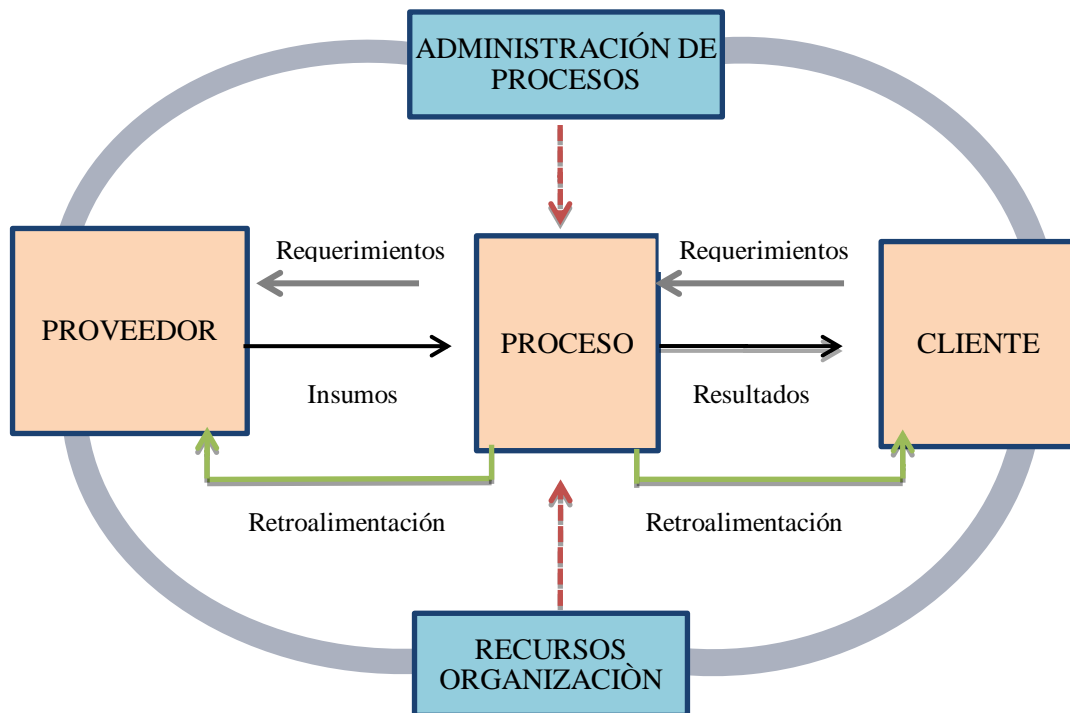 ADMINISTRACIÓN DE
PROCESOS
Requerimientos
Requerimientos
PROVEEDOR
PROCESO
CLIENTE
Insumos
Resultados
Retroalimentación
Retroalimentación
RECURSOS
ORGANIZACIÒN